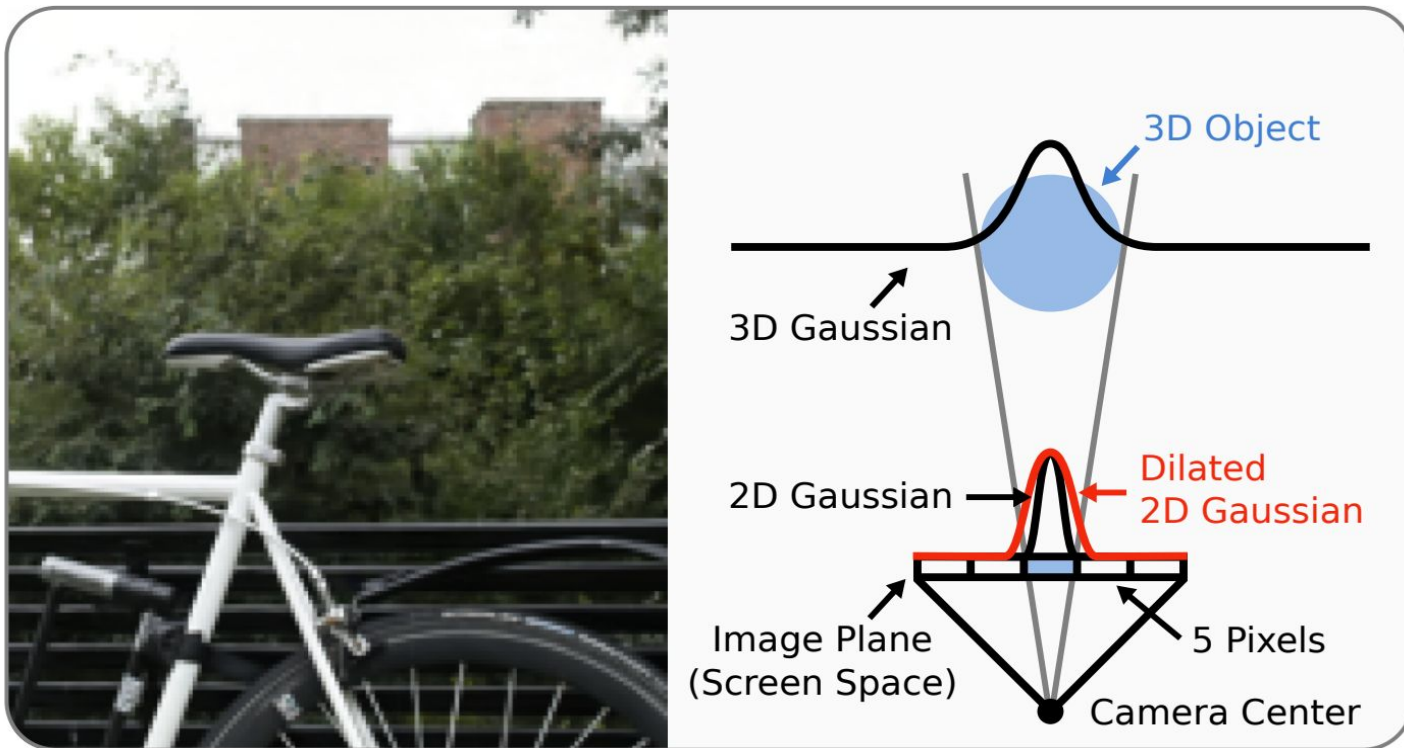 3D Object
3D Gaussian
2D Gaussian
Dilated
2D Gaussian
Image Plane
(Screen Space)
5 Pixels
Camera Center